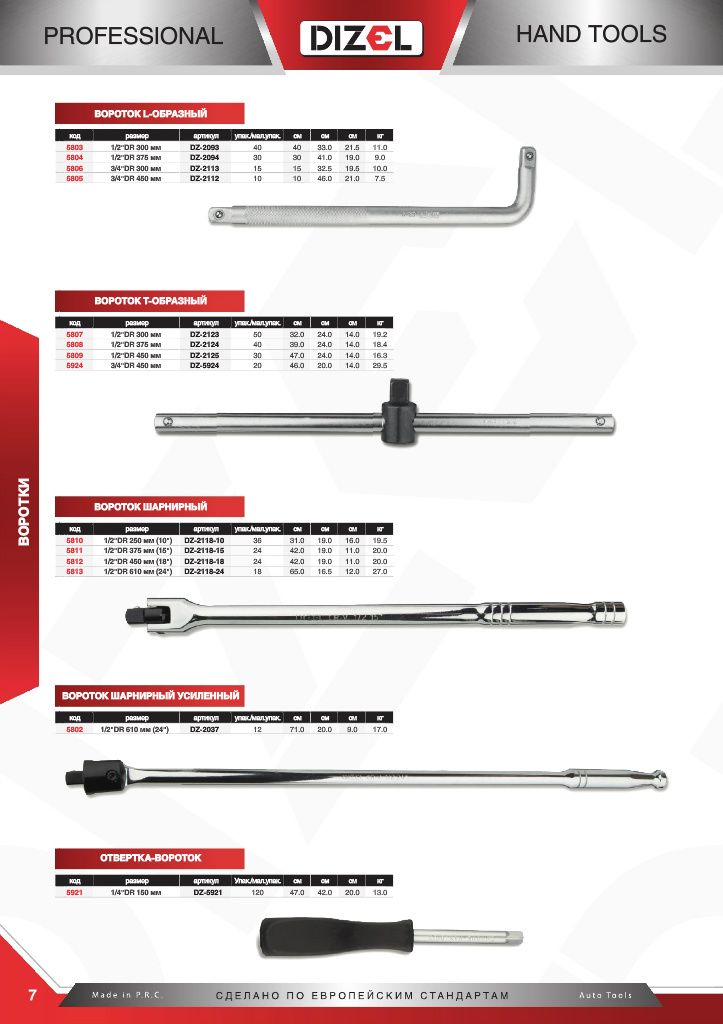 PROFESSIONAL
DIZEL
HAND TOOLS
ВОРОТОК L-ОБРАЗНЫЙ
код размер артикул упак./мал.упак. см см см кг
5803 1/2"DR 300 мм DZ-2093 40 40 33.0 21.5 11.0
5804 1/2"DR 375 мм DZ-2094 30 30 41.0 19.0 9.0
5806 3/4"DR 300 мм DZ-2113 15 15 32.5 19.5 10.0
5805 3/4"DR 450 мм DZ-2112 10 10 46.0 21.0 7.5
ВОРОТОК Т-ОБРАЗНЫЙ
код размер артикул упак./мал.упак. см см см кг
5807 1/2"DR 300 мм DZ-2123 50 32.0 24.0 14.0 19.2
5808 1/2"DR 375 мм DZ-2124 40 39.0 24.0 14.0 18.4
5809 1/2"DR 450 мм DZ-2125 30 47.0 24.0 14.0 16.3
5924 3/4"DR 450 мм DZ-5924 20 46.0 20.0 14.0 29.5
ВОРОТКИ
ВОРОТОК ШАРНИРНЫЙ
код размер артикул упак./мал.упак. см см см кг
5810 1/2"DR 250 мм (10") DZ-2118-10 36 31.0 19.0 16.0 19.5
5811 1/2"DR 375 мм (15") DZ-2118-15 24 42.0 19.0 11.0 20.0
5812 1/2"DR 450 мм (18") DZ-2118-18 24 42.0 19.0 11.0 20.0
5813 1/2"DR 610 мм (24") DZ-2118-24 18 65.0 16.5 12.0 27.0
ВОРОТОК ШАРНИРНЫЙ УСИЛЕННЫЙ
код размер артикул упак./мал.упак. см см см кг
5802 1/2"DR 610 мм (24") DZ-2037 12 71.0 20.0 9.0 17.0
ОТВЕРТКА-ВОРОТОК
код размер артикул Упак./мал.упак. см см см кг
5921 1/4"DR 150 мм DZ-5921 120 47.0 42.0 20.0 13.0
7
Made in P.R.C.
СДЕЛАНО ПО ЕВРОПЕЙСКИМ СТАНДАРТАМ
Auto Tools